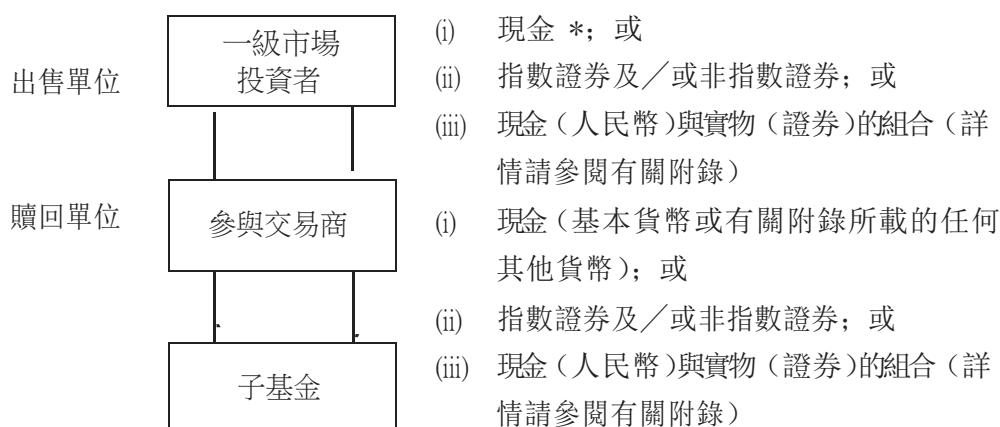 出售單位
一級市場
投資者
(i) 現金 *；或
(ii) 指數證券及／或非指數證券；或
(iii) 現金（人民幣）與實物（證券）的組合（詳
情請參閱有關附錄）
贖回單位
參與交易商
(i) 現金（基本貨幣或有關附錄所載的任何
其他貨幣）；或
(ii) 指數證券及／或非指數證券；或
子基金
(iii) 現金（人民幣）與實物（證券）的組合（詳
情請參閱有關附錄）